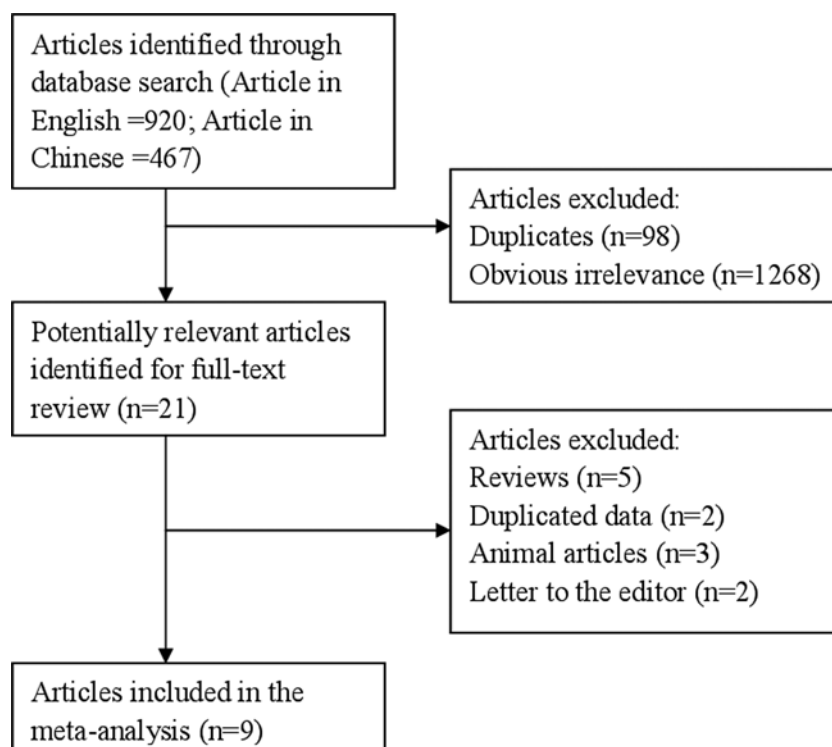 Articles identified through
database search (Article in
English =920; Article in
Chinese =467)
Articles excluded:
Duplicates (n=98)
Obvious irrelevance (n=1268)
Potentially relevant articles
identified for full-text
review (n=21)
Articles excluded:
Reviews (n=5)
Duplicated data (n=2)
Animal articles (n=3)
Letter to the editor (n=2)
Articles included in the
meta-analysis (n=9)